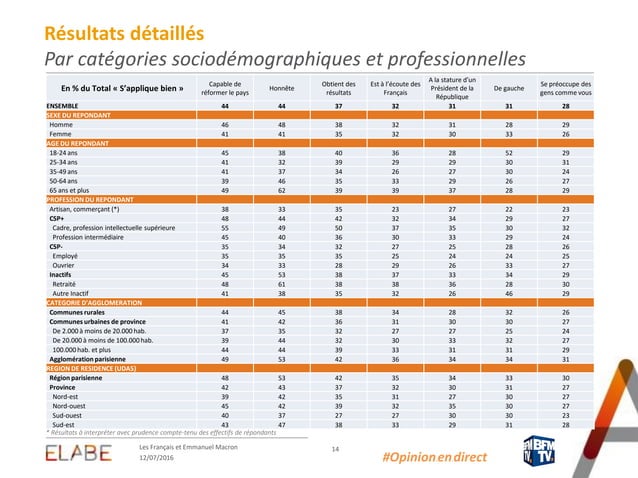 Résultats détaillés
Par catégories sociodémographiques et professionnelles
En % du Total « S’applique bien » Capable de réformer le pays Honnête Obtient des résultats Est à l’écoute des Français A la stature d’un Président de la République De gauche Se préoccupe des gens comme vous
ENSEMBLE 44 44 37 32 31 31 28
SEXE DU REPONDANT
Homme 46 48 38 32 31 28 29
Femme 41 41 35 32 30 33 26
AGE DU REPONDANT
18-24 ans 45 38 40 36 28 52 29
25-34 ans 41 32 39 29 29 30 31
35-49 ans 41 37 34 26 27 30 24
50-64 ans 39 46 35 33 29 26 27
65 ans et plus 49 62 39 39 37 28 29
PROFESSION DU REPONDANT
Artisan, commerçant (*) 38 33 35 23 27 22 23
CSP+ 48 44 42 32 34 29 27
Cadre, profession intellectuelle supérieure 55 49 50 37 35 30 32
Profession intermédiaire 45 40 36 30 33 29 24
CSP- 35 34 32 27 25 28 26
Employé 35 35 35 25 24 24 25
Ouvrier 34 33 28 29 26 33 27
Inactifs 45 53 38 37 33 34 29
Retraité 48 61 38 38 36 28 30
Autre Inactif 41 38 35 32 26 46 29
CATEGORIE D’AGGLOMERATION
Communes rurales 44 45 38 34 28 32 26
Communes urbaines de province 41 42 36 31 30 30 27
De 2.000 à moins de 20.000 hab. 37 35 32 27 27 25 24
De 20.000 à moins de 100.000 hab. 39 44 32 30 33 32 27
100.000 hab. et plus 44 44 39 33 31 31 29
Agglomération parisienne 49 53 42 36 34 34 31
REGION DE RESIDENCE (UDA5)
Région parisienne 48 53 42 35 34 33 30
Province 42 43 37 32 30 31 27
Nord-est 39 42 35 31 27 30 27
Nord-ouest 45 42 39 32 35 30 27
Sud-ouest 40 37 27 27 30 27 23
Sud-est 43 47 38 33 29 31 28
* Résultats à interpréter avec prudence compte-tenu des effectifs de répondants
ELABE
Les Français et Emmanuel Macron
12/07/2016
14
#Opinionendirect
BFM
TV.